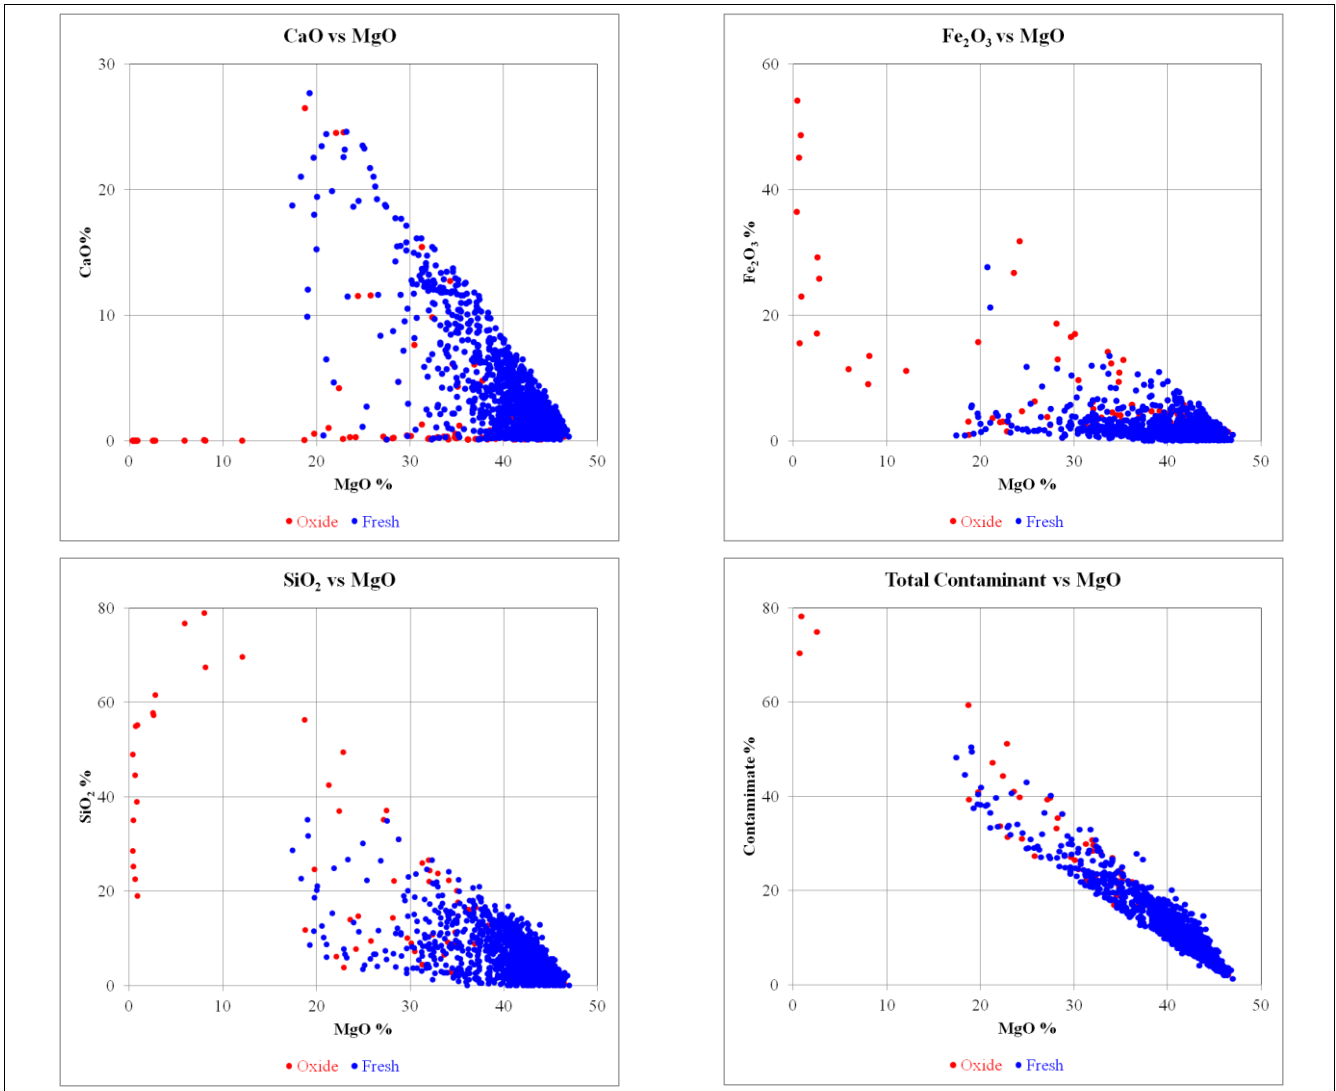 CaO vs MgO
30
20
10
0
CaO%
0 10 20 30 40 50
MgO %
Oxide Fresh
Fe₂O₃ vs MgO
60
40
20
0
Fe₂O₃ %
0 10 20 30 40 50
MgO %
Oxide Fresh
SiO₂ vs MgO
80
60
40
20
0
SiO₂ %
0 10 20 30 40 50
MgO %
Oxide Fresh
Total Contaminant vs MgO
80
60
40
20
0
Contamimate %
0 10 20 30 40 50
MgO %
Oxide Fresh